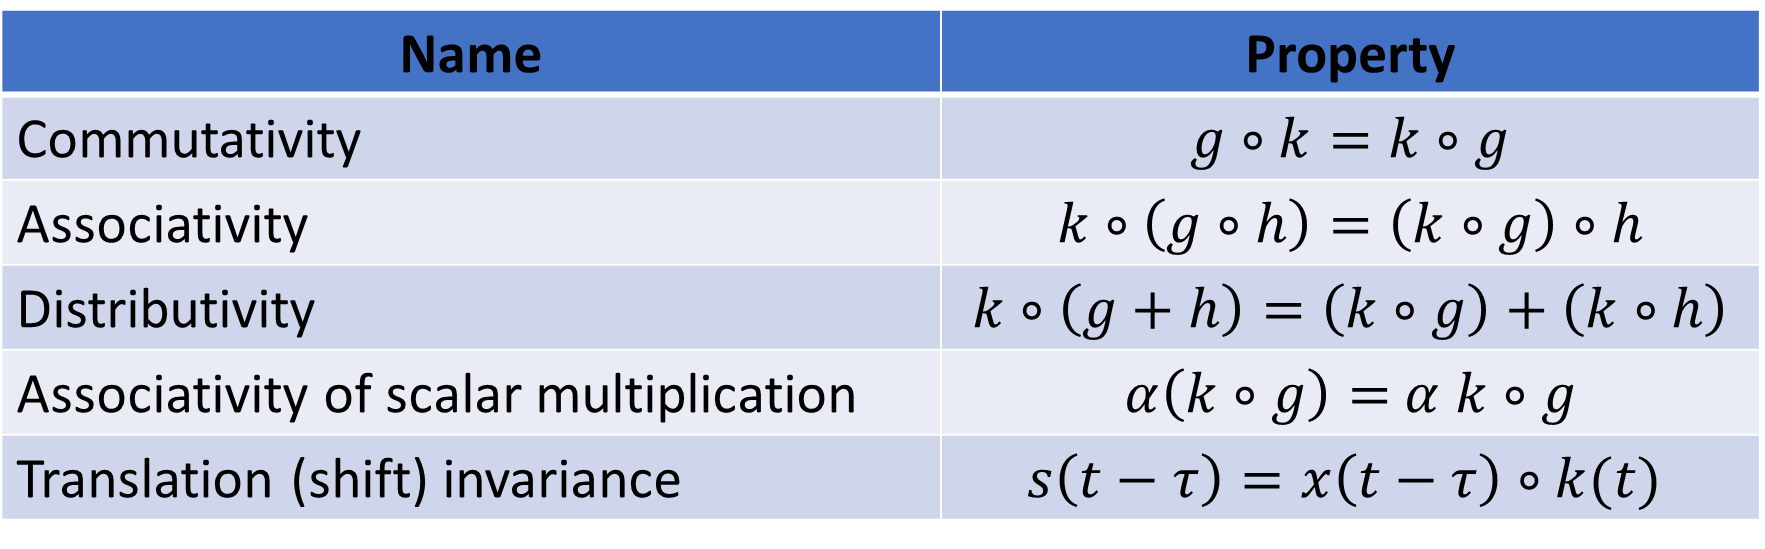 Name Property
Commutativity 𝑔 ∘ 𝑘 = 𝑘 ∘ 𝑔
Associativity 𝑘 ∘ (𝑔 ∘ ℎ) = (𝑘 ∘ 𝑔) ∘ ℎ
Distributivity 𝑘 ∘ (𝑔 + ℎ) = (𝑘 ∘ 𝑔) + (𝑘 ∘ ℎ)
Associativity of scalar multiplication 𝛼(𝑘 ∘ 𝑔) = 𝛼 𝑘 ∘ 𝑔
Translation (shift) invariance 𝑠(𝑡 − 𝜏) = 𝑥(𝑡 − 𝜏) ∘ 𝑘(𝑡)